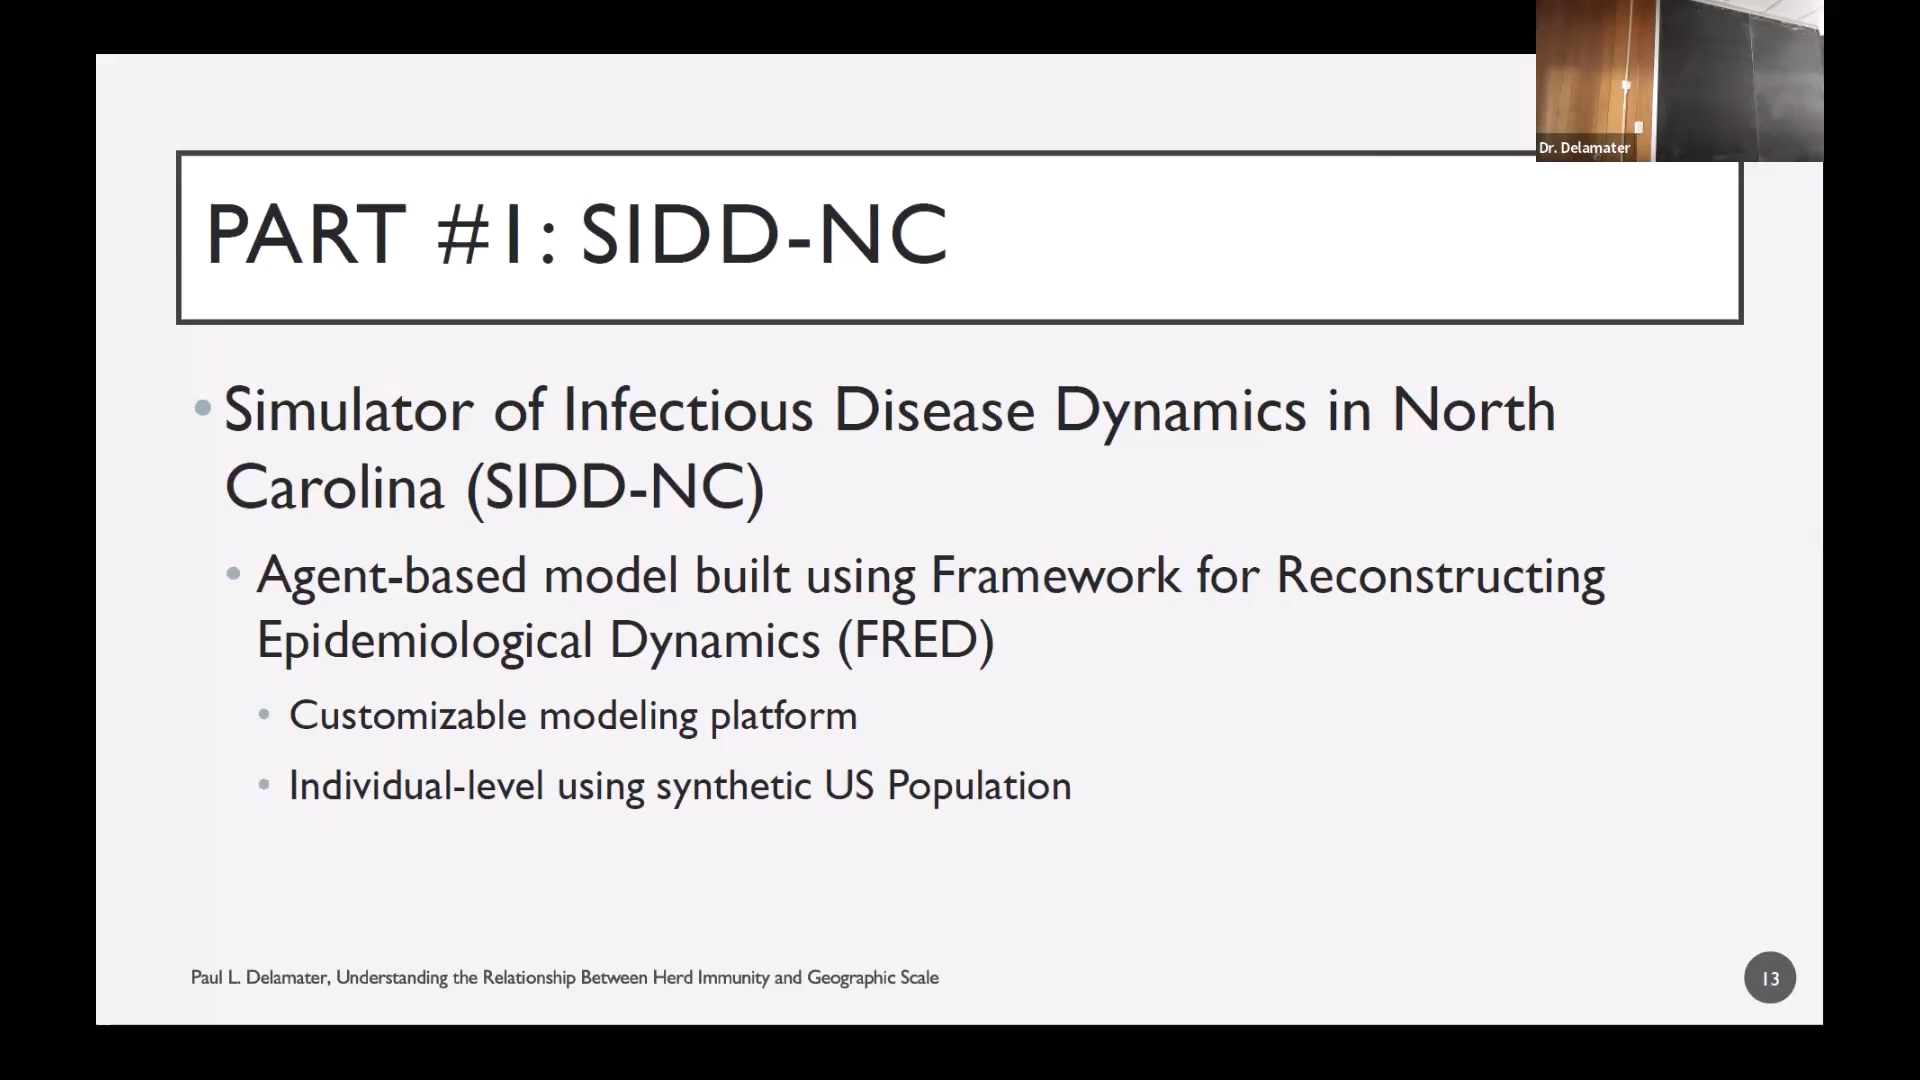 Dr. Delamater
PART #1: SIDD-NC
• Simulator of Infectious Disease Dynamics in North
Carolina (SIDD-NC)
• Agent-based model built using Framework for Reconstructing
Epidemiological Dynamics (FRED)
• Customizable modeling platform
• Individual-level using synthetic US Population
Paul L. Delamater, Understanding the Relationship Between Herd Immunity and Geographic Scale
13